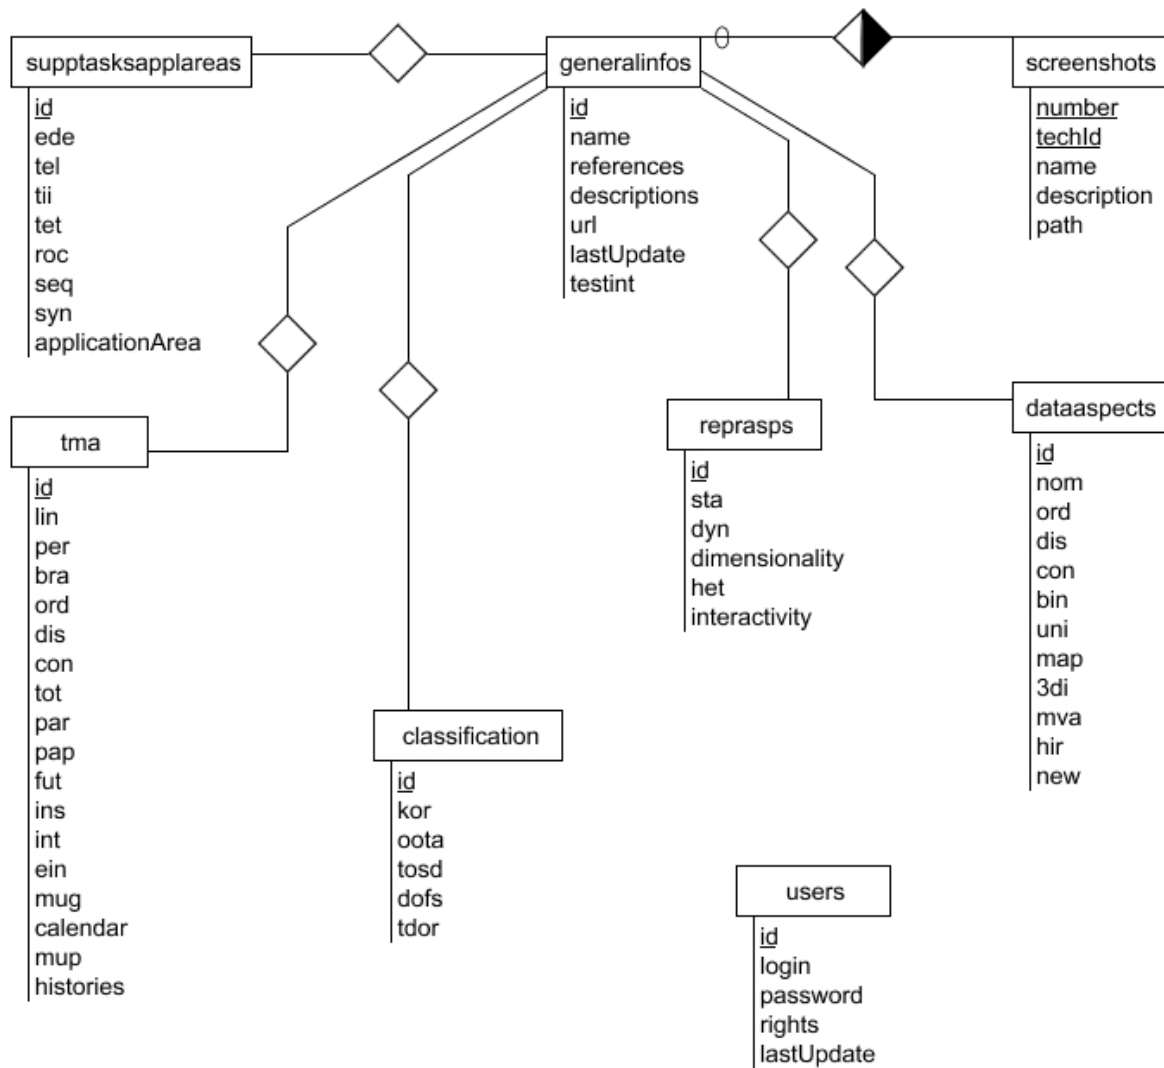 supptasksapplareas
id
ede
tel
tii
tet
roc
seq
syn
applicationArea
generalinfos
id
name
references
descriptions
url
lastUpdate
testint
screenshots
number
techId
name
description
path
tma
id
lin
per
bra
ord
dis
con
tot
par
pap
fut
ins
int
ein
mug
calendar
mup
histories
classification
id
kor
oota
tosd
dofs
tdor
reprasps
id
sta
dyn
dimensionality
het
interactivity
dataaspects
id
nom
ord
dis
con
bin
uni
map
3di
mva
hir
new
users
id
login
password
rights
lastUpdate